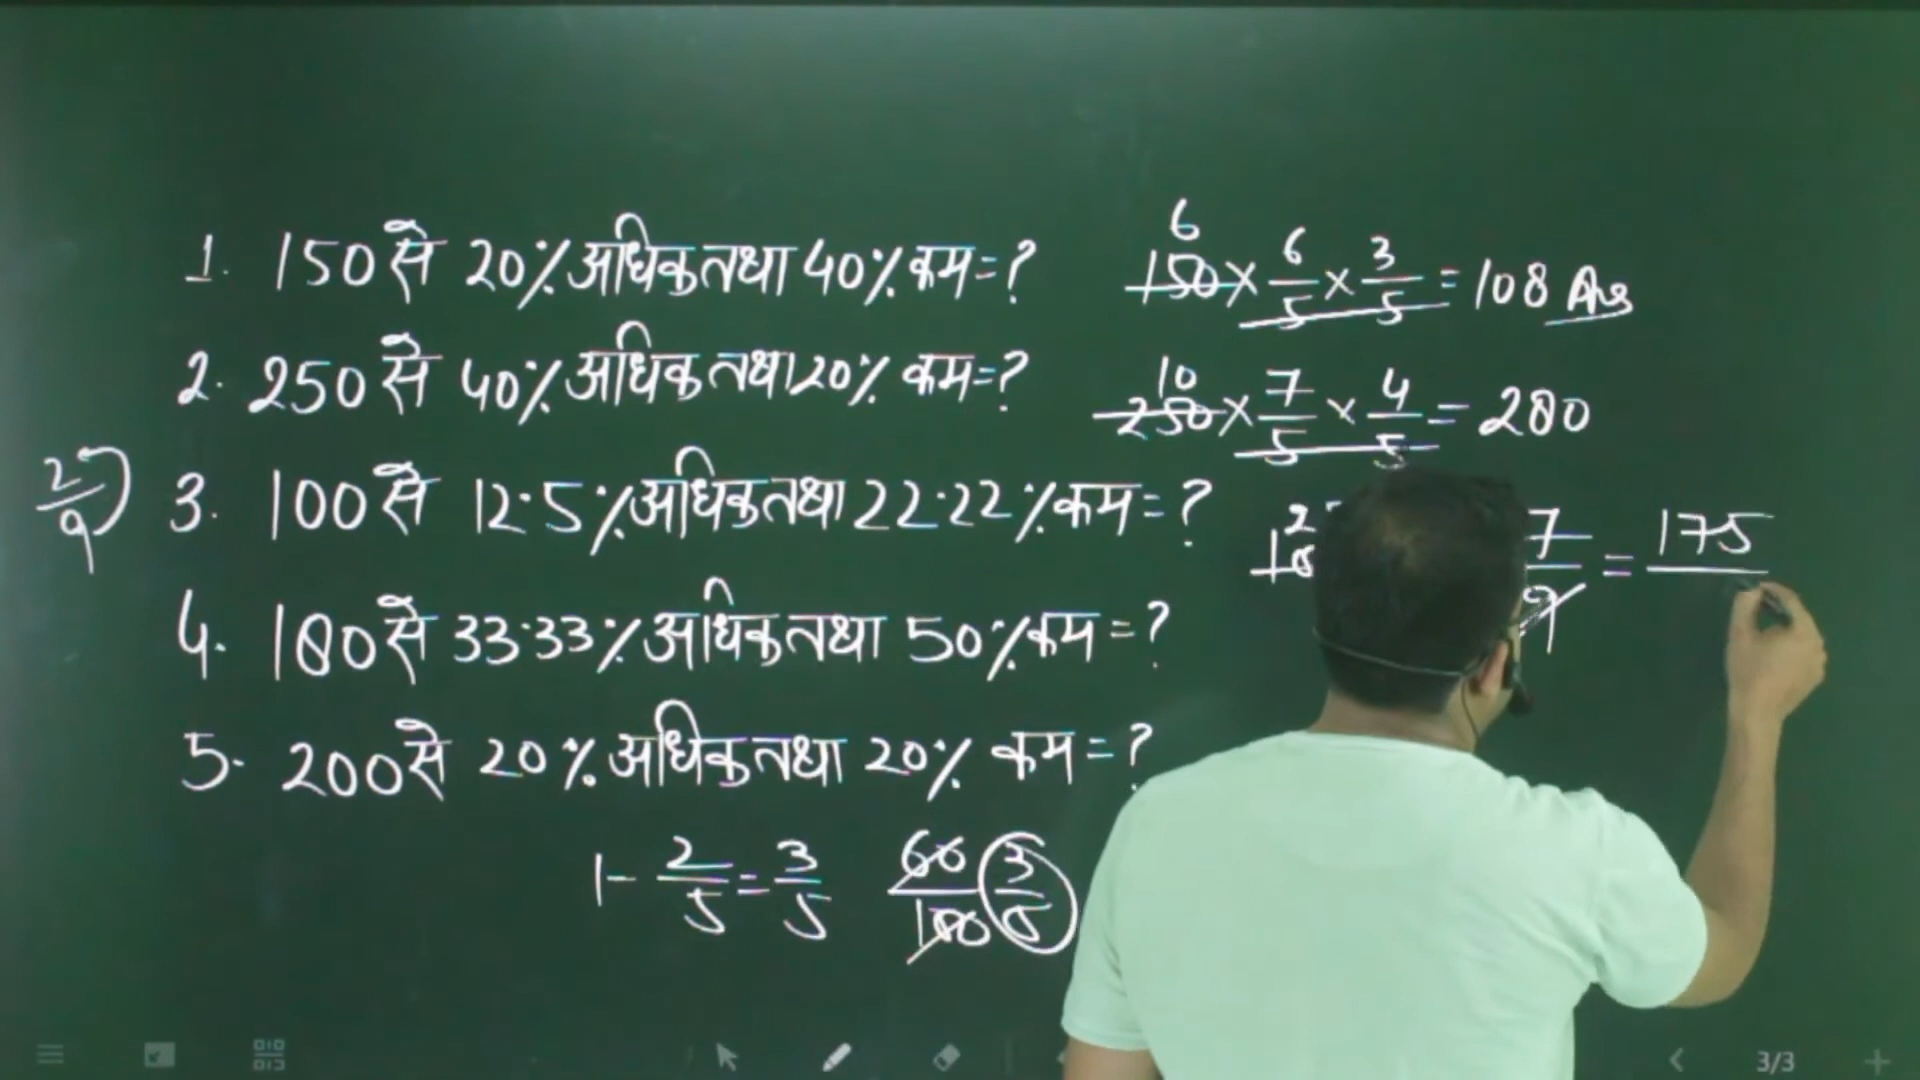 1. 150 से 20% अधिक तथा 40% कम = ?
6
150 × 6/5 × 3/5 = 108 Ans
2. 250 से 40% अधिक तथा 20% कम = ?
10
250 × 7/5 × 4/5 = 280
2/9
3. 100 से 12.5% अधिक तथा 22.22% कम = ?
7/9 = 175
4. 180 से 33.33% अधिक तथा 50% कम = ?
5. 200 से 20% अधिक तथा 20% कम = ?
1 - 2/5 = 3/5
60/100 3/5
3/3